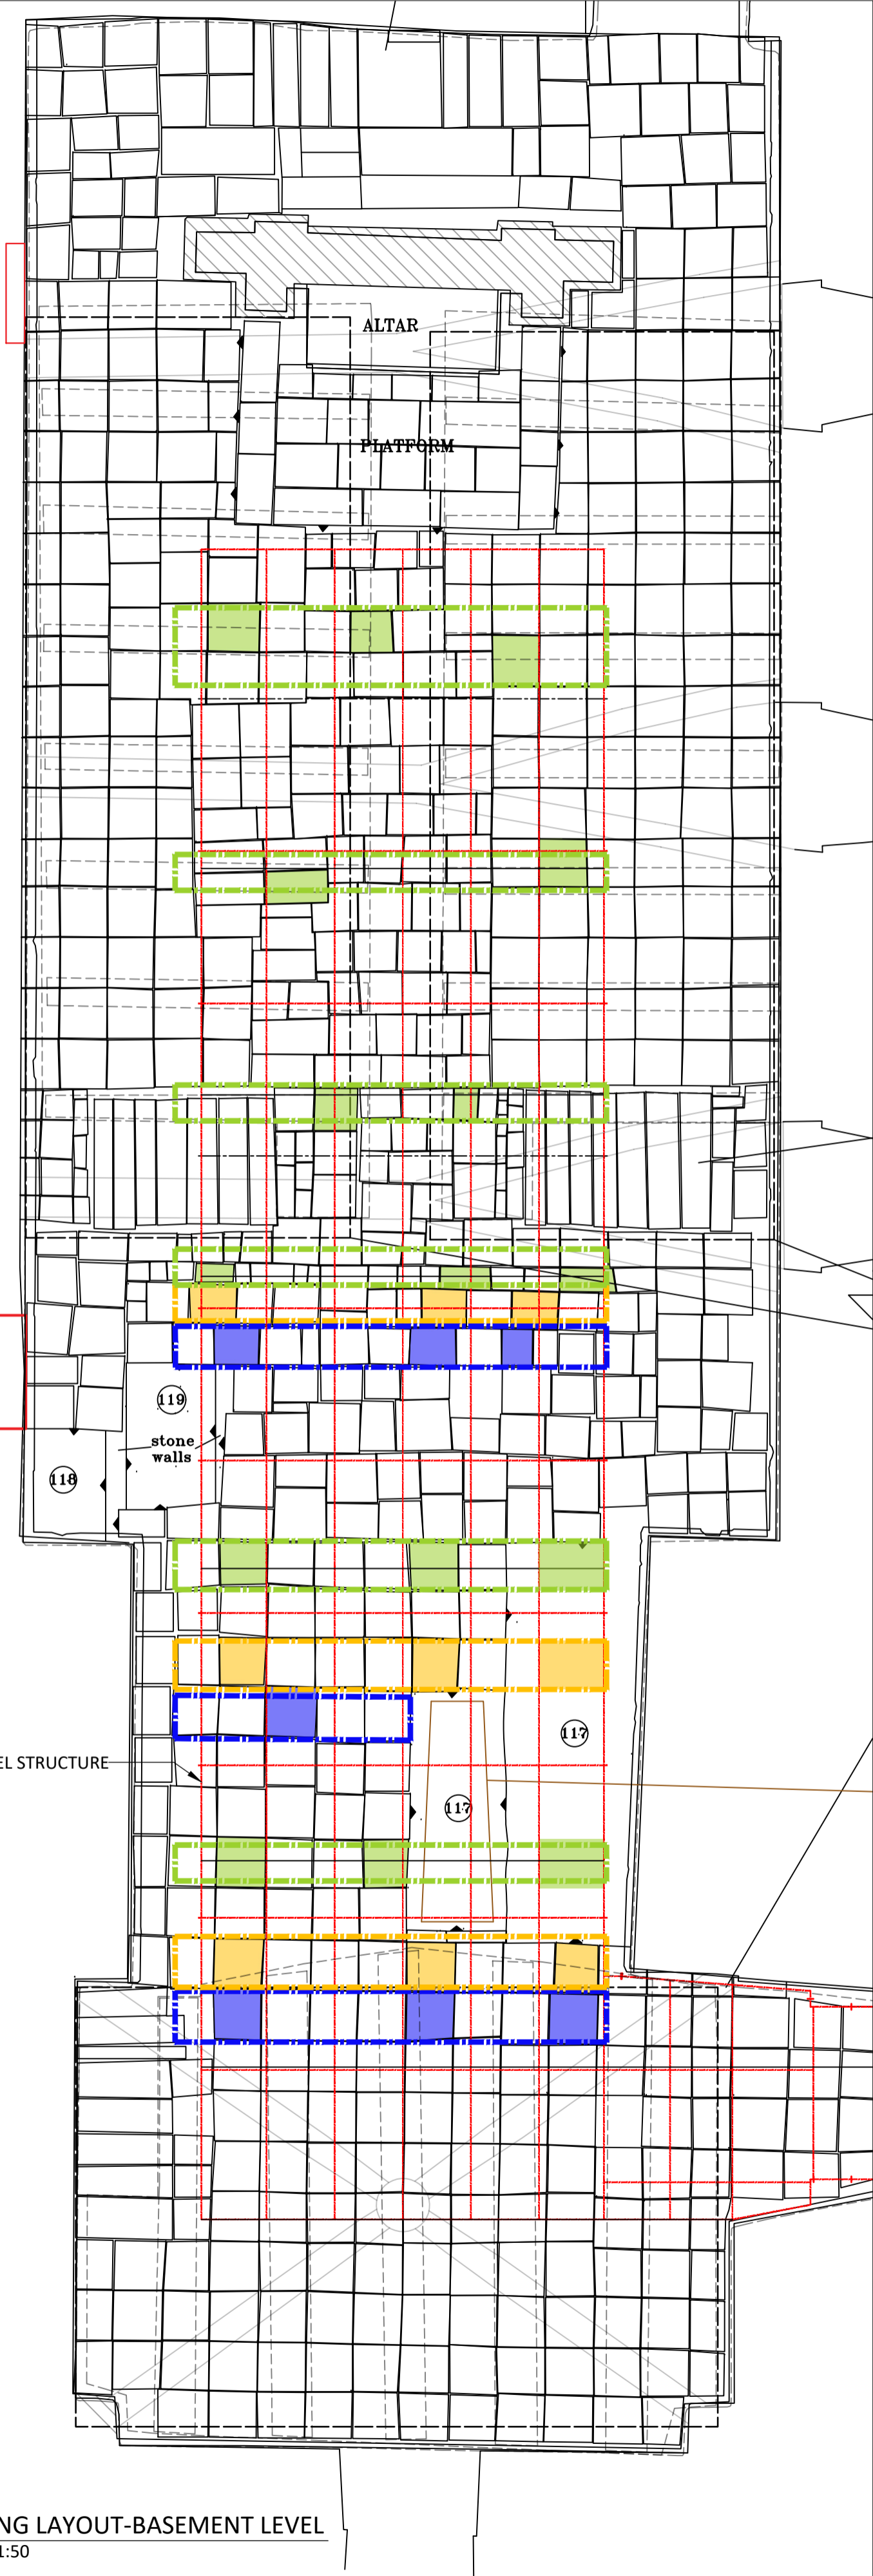 ALTAR
PLATFORM
119
stone
walls
118
117
EL STRUCTURE
117
NG LAYOUT-BASEMENT LEVEL
1:50